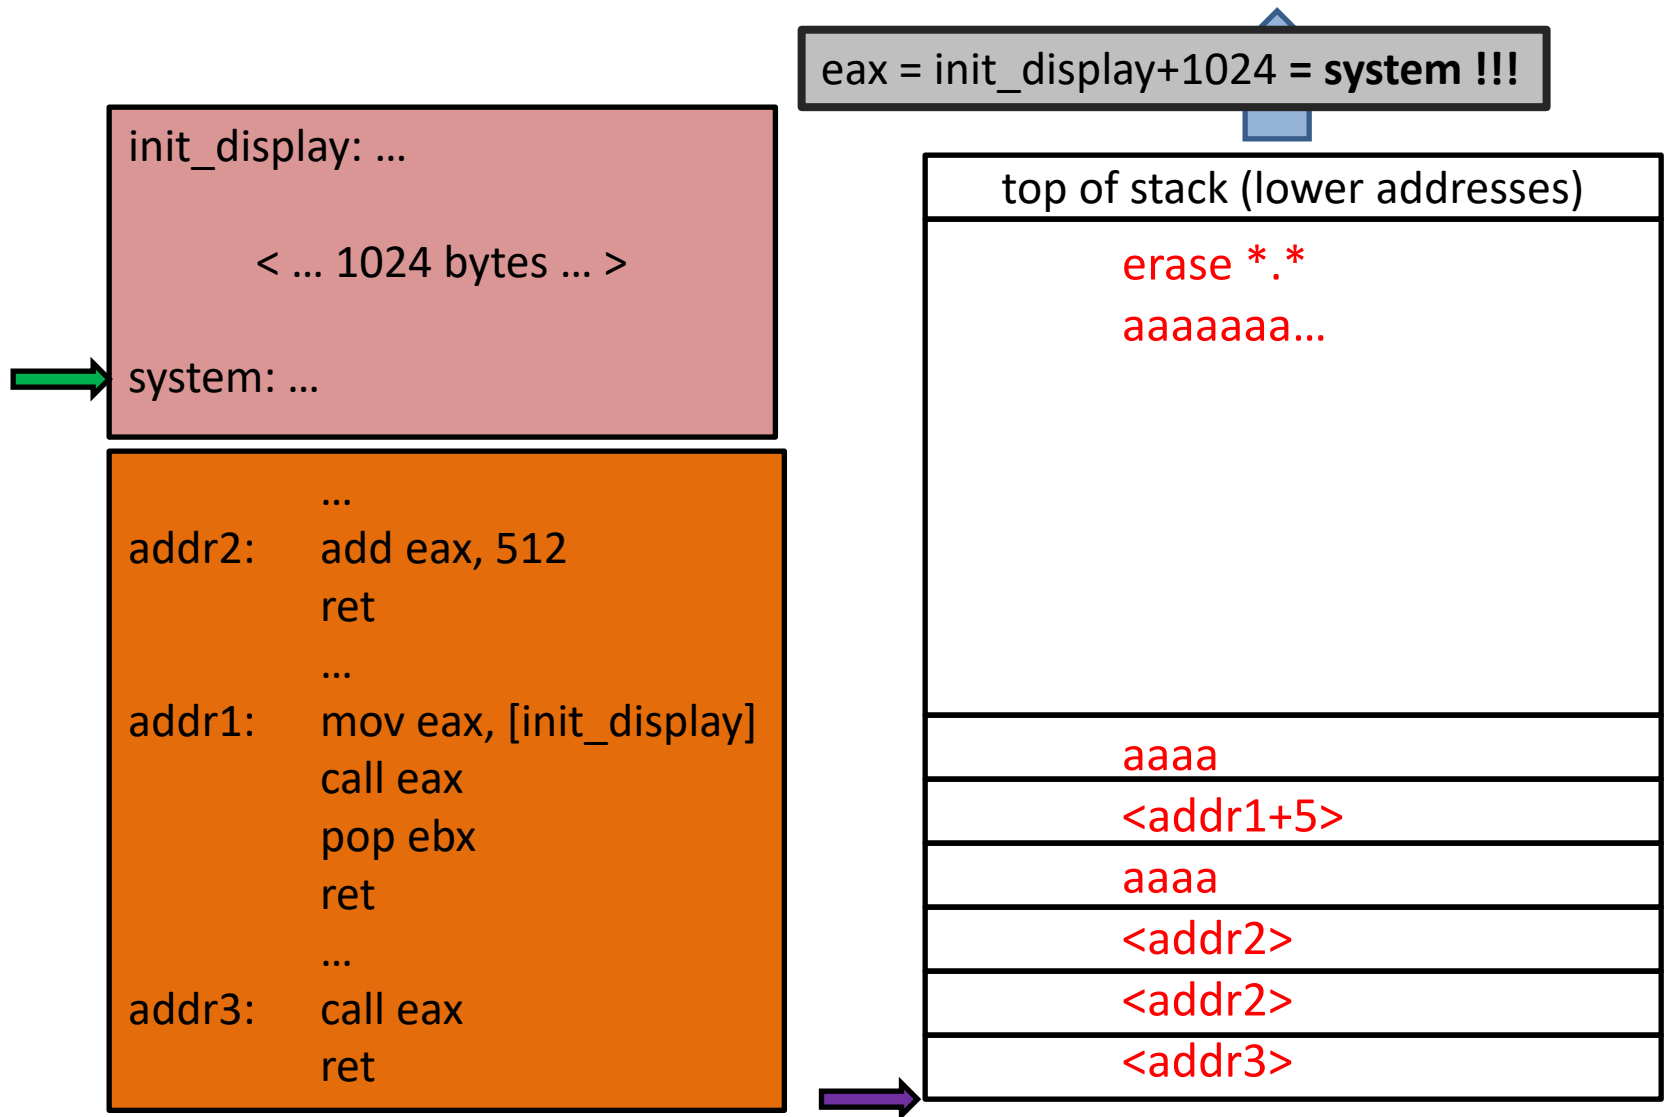 eax = init_display+1024 = system !!!
init_display: …
< … 1024 bytes … >
system: …
…
addr2: add eax, 512
ret
…
addr1: mov eax, [init_display]
call eax
pop ebx
ret
…
addr3: call eax
ret
top of stack (lower addresses)
erase *.*
aaaaaaa…
aaaa
<addr1+5>
aaaa
<addr2>
<addr2>
<addr3>